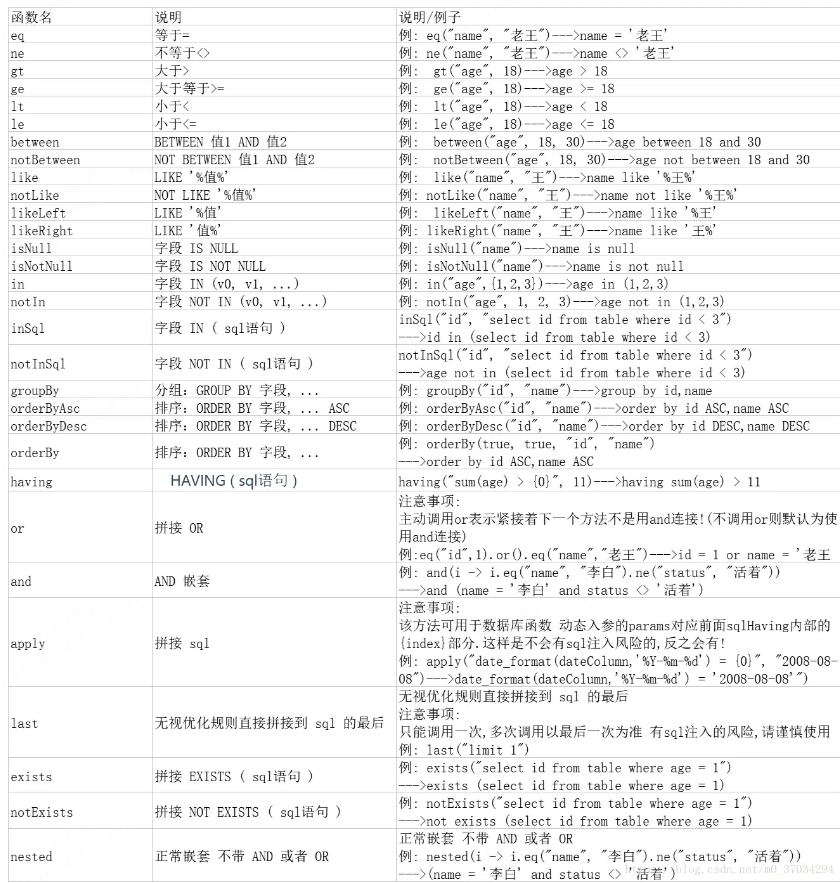 函数名 说明 说明/例子
eq 等于= 例: eq("name", "老王")--->name = '老王'
ne 不等于<> 例: ne("name", "老王")--->name <> '老王'
gt 大于> 例: gt("age", 18)--->age > 18
ge 大于等于>= 例: ge("age", 18)--->age >= 18
lt 小于< 例: lt("age", 18)--->age < 18
le 小于<= 例: le("age", 18)--->age <= 18
between BETWEEN 值1 AND 值2 例: between("age", 18, 30)--->age between 18 and 30
notBetween NOT BETWEEN 值1 AND 值2 例: notBetween("age", 18, 30)--->age not between 18 and 30
like LIKE '%值%' 例: like("name", "王")--->name like '%王%'
notLike NOT LIKE '%值%' 例: notLike("name", "王")--->name not like '%王%'
likeLeft LIKE '%值' 例: likeLeft("name", "王")--->name like '%王'
likeRight LIKE '值%' 例: likeRight("name", "王")--->name like '王%'
isNull 字段 IS NULL 例: isNull("name")--->name is null
isNotNull 字段 IS NOT NULL 例: isNotNull("name")--->name is not null
in 字段 IN (v0, v1, ...) 例: in("age",{1,2,3})--->age in (1,2,3)
notIn 字段 NOT IN (v0, v1, ...) 例: notIn("age", 1, 2, 3)--->age not in (1,2,3)
inSql 字段 IN ( sql语句 ) inSql("id", "select id from table where id < 3")
--->id in (select id from table where id < 3)
notInSql 字段 NOT IN ( sql语句 ) notInSql("id", "select id from table where id < 3")
--->age not in (select id from table where id < 3)
groupBy 分组: GROUP BY 字段, ... 例: groupBy("id", "name")--->group by id,name
orderByAsc 排序: ORDER BY 字段, ... ASC 例: orderByAsc("id", "name")--->order by id ASC,name ASC
orderByDesc 排序: ORDER BY 字段, ... DESC 例: orderByDesc("id", "name")--->order by id DESC,name DESC
orderBy 排序: ORDER BY 字段, ... 例: orderBy(true, true, "id", "name")
--->order by id ASC,name ASC
having HAVING ( sql语句 ) having("sum(age) > {0}", 11)--->having sum(age) > 11
or 拼接 OR 注意事项:
主动调用or表示紧接着下一个方法不是用and连接!(不调用or则默认为使
用and连接)
例:eq("id",1).or().eq("name","老王")--->id = 1 or name = '老王
and AND 嵌套 例: and(i -> i.eq("name", "李白").ne("status", "活着"))
--->and (name = '李白' and status <> '活着')
apply 拼接 sql 注意事项:
该方法可用于数据库函数 动态入参的params对应前面sqlHaving内部的
{index}部分.这样是不会有sql注入风险的,反之会有!
例: apply("date_format(dateColumn,'%Y-%m-%d') = {0}", "2008-08-
08")--->date_format(dateColumn,'%Y-%m-%d') = '2008-08-08'")
last 无视优化规则直接拼接到 sql 的最后 无视优化规则直接拼接到 sql 的最后
注意事项:
只能调用一次,多次调用以最后一次为准 有sql注入的风险,请谨慎使用
例: last("limit 1")
exists 拼接 EXISTS ( sql语句 ) 例: exists("select id from table where age = 1")
--->exists (select id from table where age = 1)
notExists 拼接 NOT EXISTS ( sql语句 ) 例: notExists("select id from table where age = 1")
--->not exists (select id from table where age = 1)
nested 正常嵌套 不带 AND 或者 OR 正常嵌套 不带 AND 或者 OR
例: nested(i -> i.eq("name", "李白").ne("status", "活着"))
--->(name = '李白' and status <> '活着')
blog.csdn.net/m0_37034294